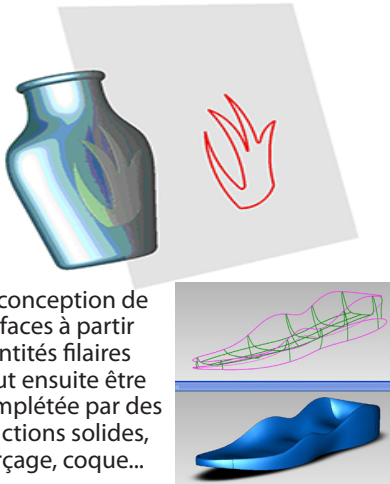 conception de
faces à partir
ntités filaires
ut ensuite être
mplétée par des
ctions solides,
rçage, coque...